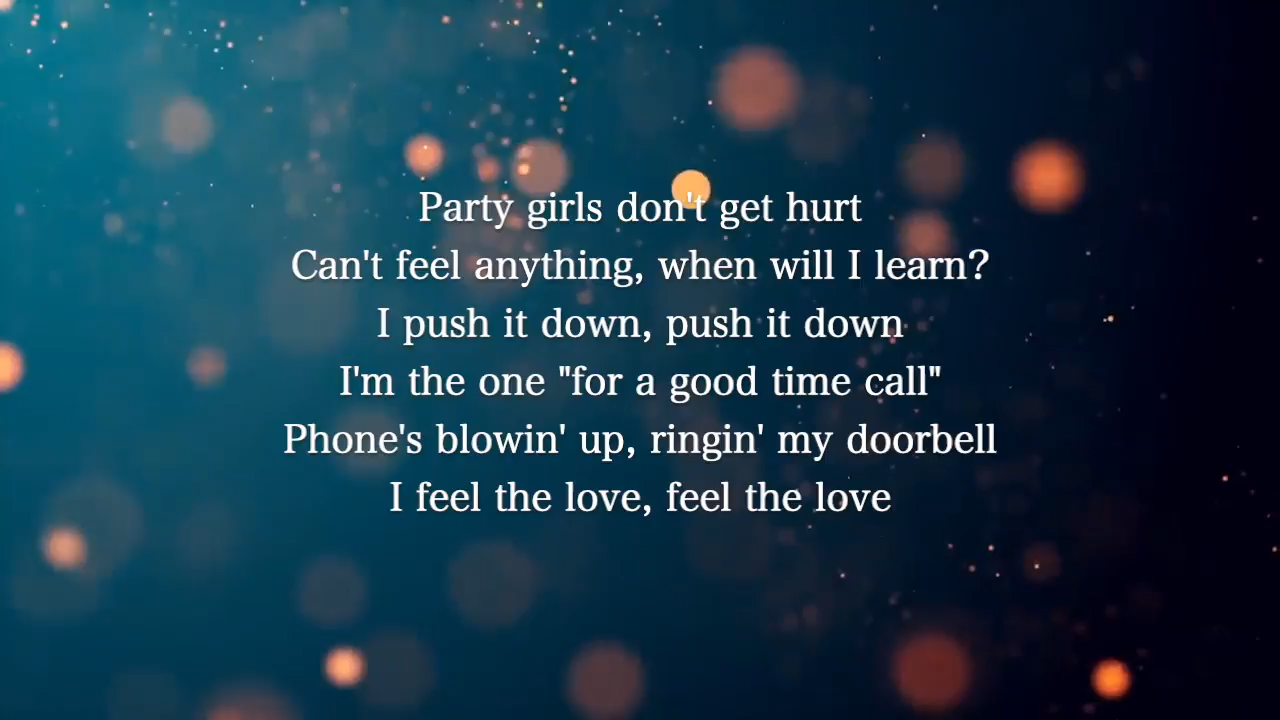 Party girls don't get hurt
Can't feel anything, when will I learn?
I push it down, push it down
I'm the one "for a good time call"
Phone's blowin' up, ringin' my doorbell
I feel the love, feel the love